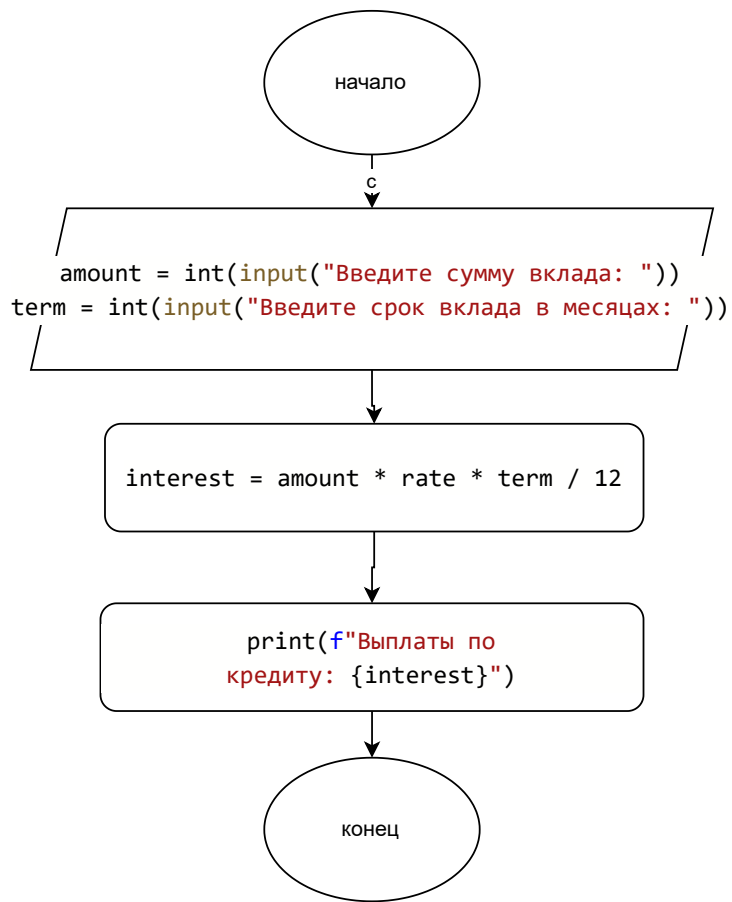 начало
с
amount = int(input("Введите сумму вклада: "))
term = int(input("Введите срок вклада в месяцах: "))
interest = amount * rate * term / 12
print(f"Выплаты по
кредиту: {interest}")
конец